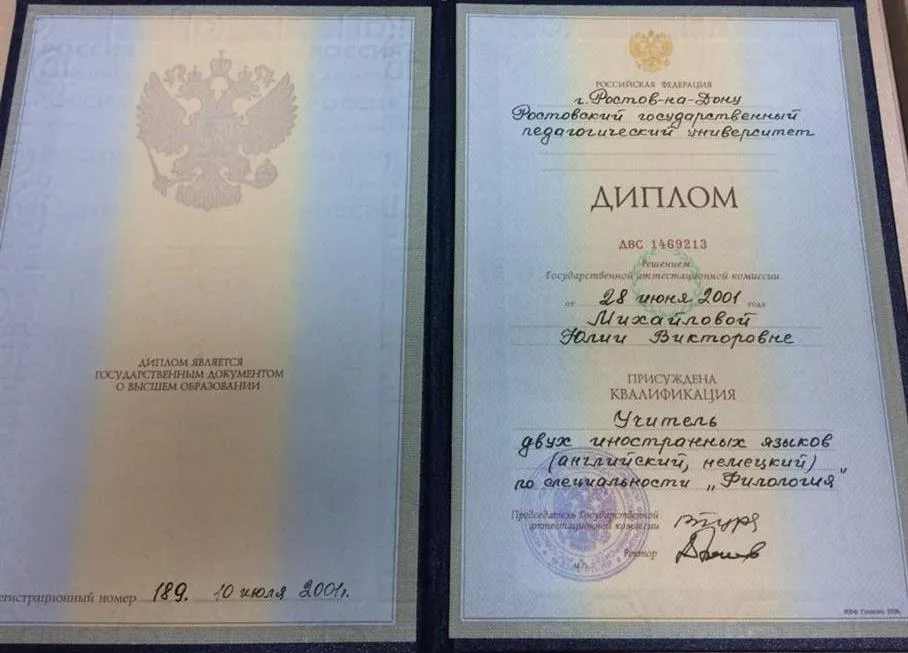 ДИПЛОМ ЯВЛЯЕТСЯ
ГОСУДАРСТВЕННЫМ ДОКУМЕНТОМ
О ВЫСШЕМ ОБРАЗОВАНИИ
егистрационный номер 189. 10 июля 2001г.
РОССИЙСКАЯ ФЕДЕРАЦИЯ
г. Ростов-на-Дону
Ростовский государственный
педагогический университет
ДИПЛОМ
ДВС 1469213
Решением
Государственной аттестационной комиссии
от 28 июня 2001 года
Михайловой
Юлии Викторовне
ПРИСУЖДЕНА
КВАЛИФИКАЦИЯ
Учитель
двух иностранных языков
(английский, немецкий)
по специальности „Филология"
Председатель Государственной
аттестационной комиссии
Ректор